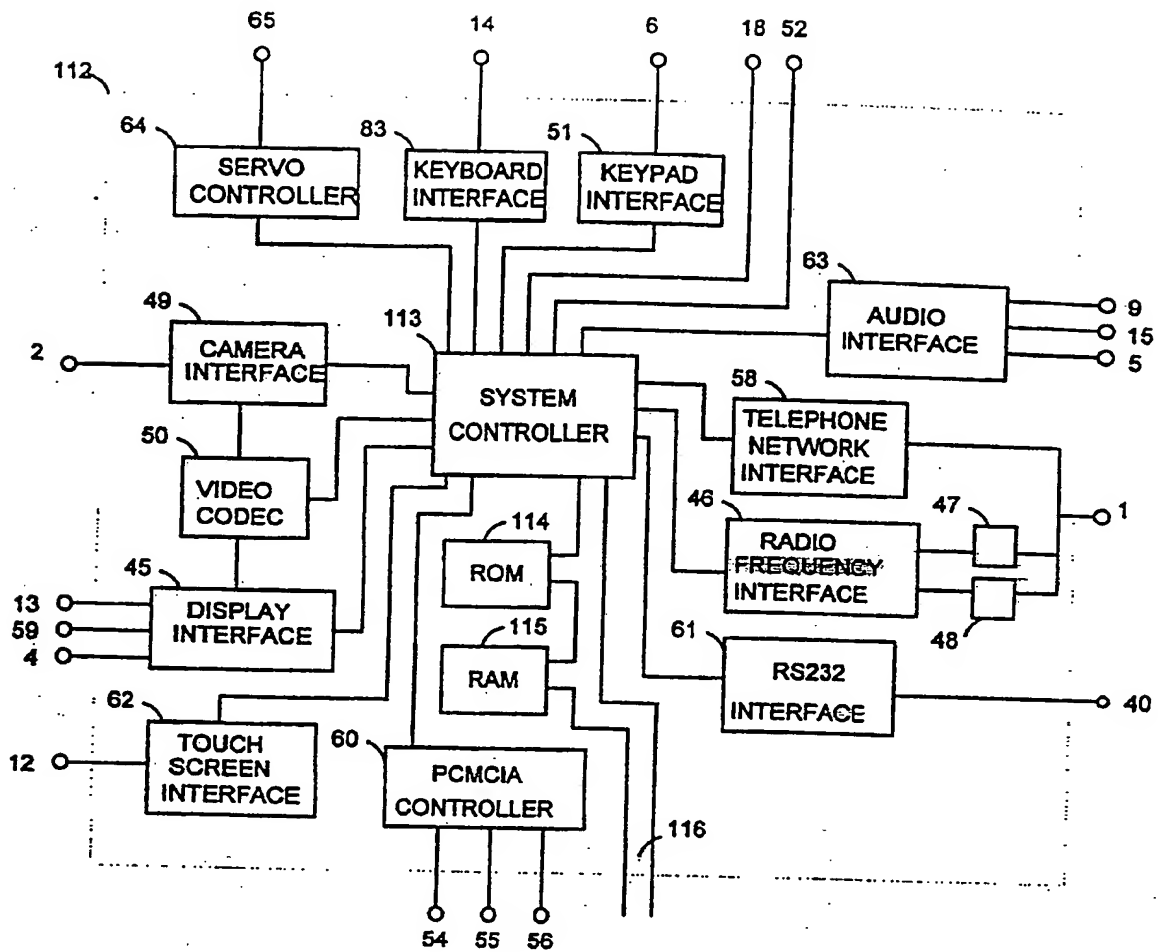 65
14
6
18
52
112
64
SERVO
CONTROLLER
83
KEYBOARD
INTERFACE
51
KEYPAD
INTERFACE
63
AUDIO
INTERFACE
9
15
5
49
CAMERA
INTERFACE
2
113
SYSTEM
CONTROLLER
58
TELEPHONE
NETWORK
INTERFACE
50
VIDEO
CODEC
46
RADIO
FREQUENCY
INTERFACE
47
1
48
114
ROM
45
DISPLAY
INTERFACE
13
59
4
115
RAM
61
RS232
INTERFACE
40
62
TOUCH
SCREEN
INTERFACE
12
60
PCMCIA
CONTROLLER
116
54
55
56